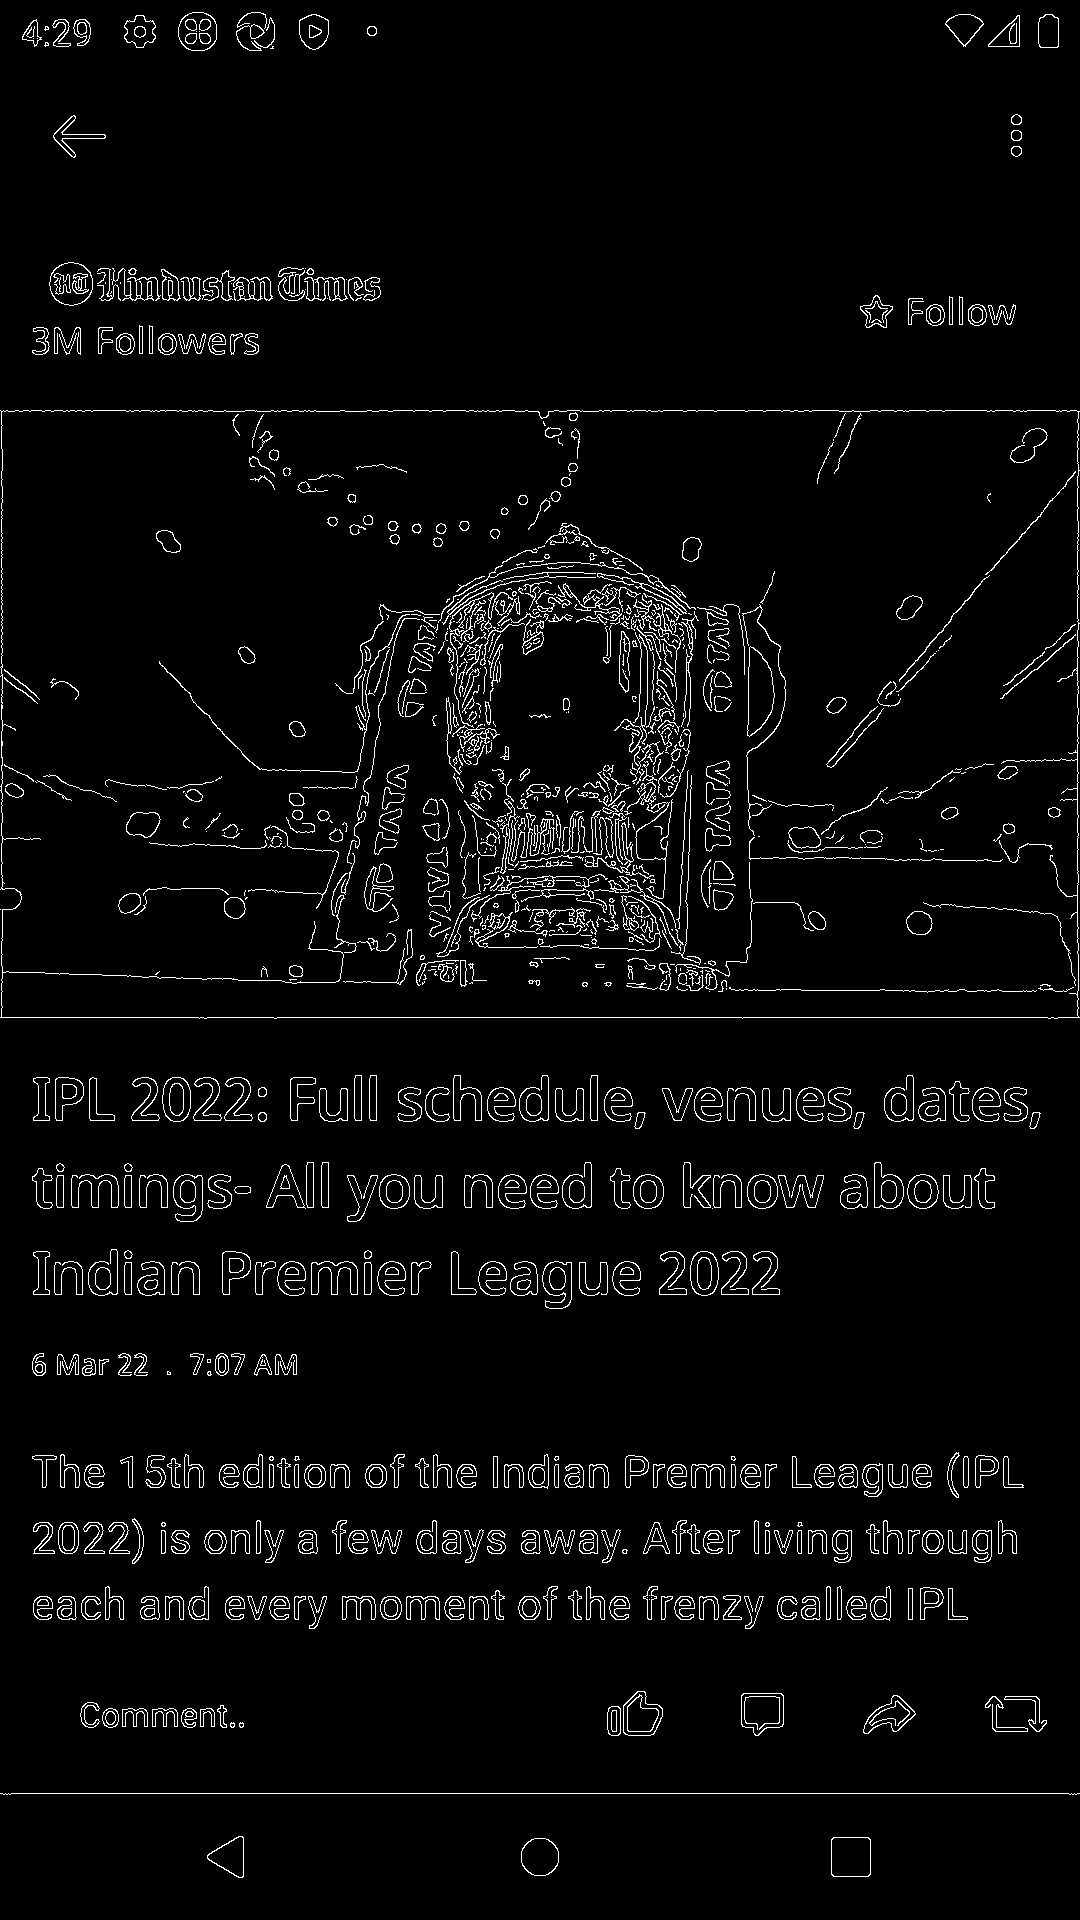 4:29
HT Hindustan Times
3M Followers
Follow
TATA
TATA
TATA
TATA
TATA
IPL 2022: Full schedule, venues, dates,
timings- All you need to know about
Indian Premier League 2022
6 Mar 22 . 7:07 AM
The 15th edition of the Indian Premier League (IPL
2022) is only a few days away. After living through
each and every moment of the frenzy called IPL
Comment..